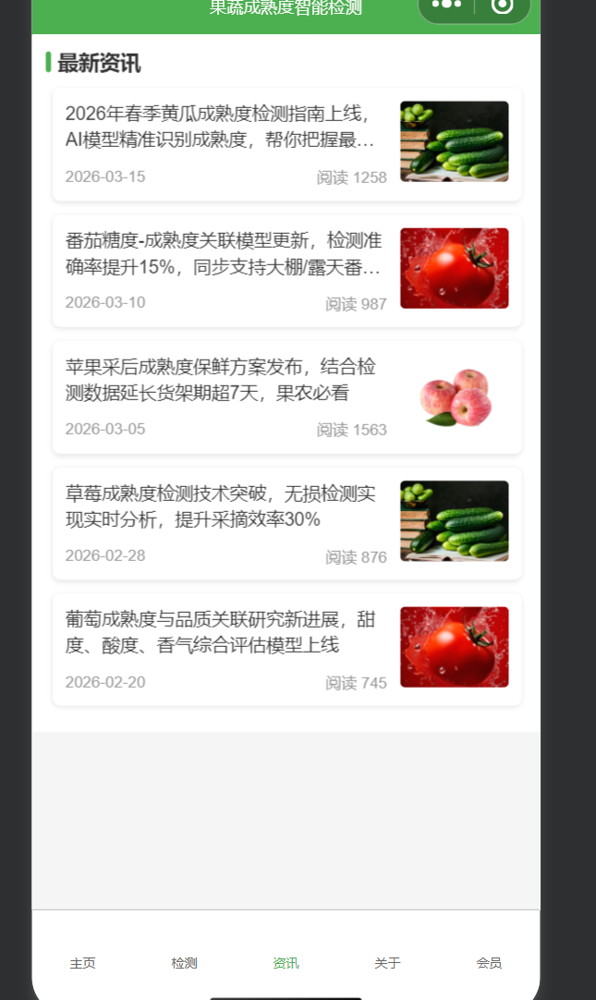 果蔬成熟度智能检测
最新资讯
2026年春季黄瓜成熟度检测指南上线，
AI模型精准识别成熟度，帮你把握最…
2026-03-15
阅读 1258
番茄糖度-成熟度关联模型更新，检测准
确率提升15%，同步支持大棚/露天番…
2026-03-10
阅读 987
苹果采后成熟度保鲜方案发布，结合检
测数据延长货架期超7天，果农必看
2026-03-05
阅读 1563
草莓成熟度检测技术突破，无损检测实
现实时分析，提升采摘效率30%
2026-02-28
阅读 876
葡萄成熟度与品质关联研究新进展，甜
度、酸度、香气综合评估模型上线
2026-02-20
阅读 745
主页
检测
资讯
关于
会员